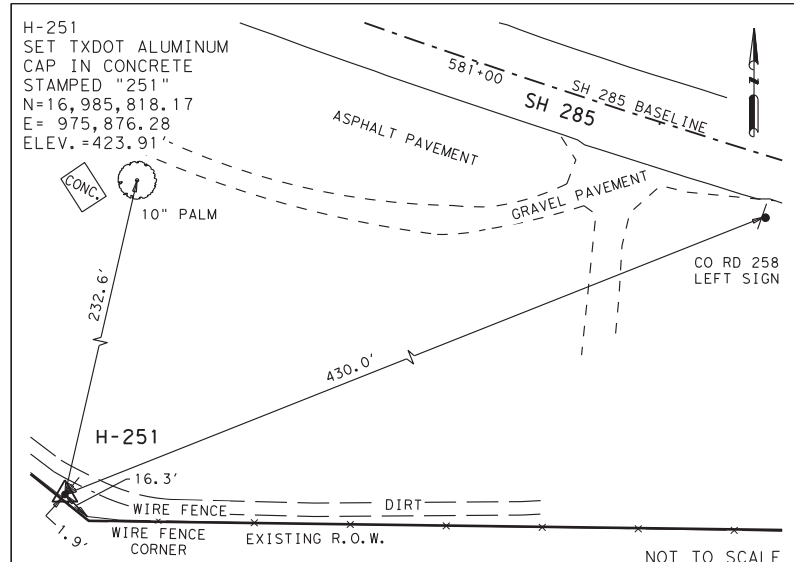 H-251
SET TXDOT ALUMINUM
CAP IN CONCRETE
STAMPED "251"
N=16,985,818.17
E= 975,876.28
ELEV.=423.91'
581+00
SH 285 BASELINE
SH 285
N
ASPHALT PAVEMENT
GRAVEL PAVEMENT
CONC.
10" PALM
CO RD 258
LEFT SIGN
232.6'
430.0'
H-251
16.3'
DIRT
WIRE FENCE
1.9'
WIRE FENCE
CORNER
EXISTING R.O.W.
NOT TO SCALE